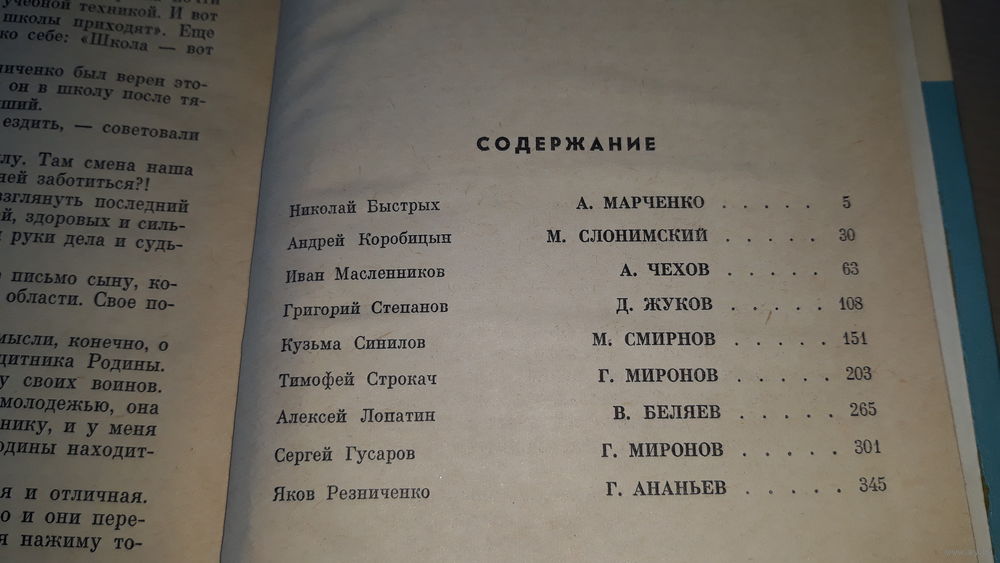 учебной техникой. И вот
школы приходят». Еще
ко себе: «Школа — вот
ниченко был верен это-
он в школу после тя-
ший.
ездить, — советовали
лу. Там смена наша
ней заботиться?!
взглянуть последний
й, здоровых и силь-
и руки дела и судь-
письмо сыну, ко-
области. Свое по-
мысли, конечно, о
щитника Родины.
у своих воинов.
молодежью, она
нику, и у меня
одины находит-
я и отличная.
о и они пере-
я нажиму то-
СОДЕРЖАНИЕ
Николай Быстрых А. МАРЧЕНКО . . . . . 5
Андрей Коробицын М. СЛОНИМСКИЙ . . . . . 30
Иван Масленников А. ЧЕХОВ . . . . . 63
Григорий Степанов Д. ЖУКОВ . . . . . 108
Кузьма Синилов М. СМИРНОВ . . . . . 151
Тимофей Строкач Г. МИРОНОВ . . . . . 203
Алексей Лопатин В. БЕЛЯЕВ . . . . . 265
Сергей Гусаров Г. МИРОНОВ . . . . . 301
Яков Резниченко Г. АНАНЬЕВ . . . . . 345